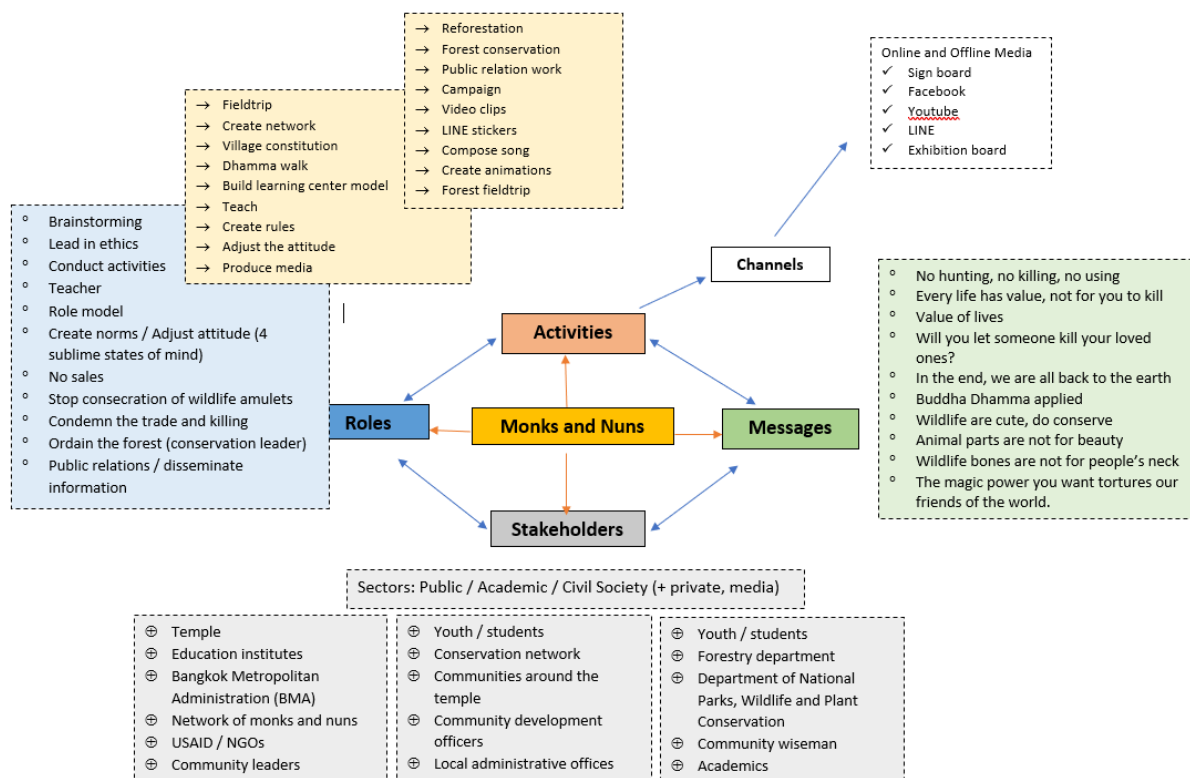 → Reforestation
→ Forest conservation
→ Public relation work
→ Campaign
→ Video clips
→ LINE stickers
→ Compose song
→ Create animations
→ Forest fieldtrip
Online and Offline Media
✓ Sign board
✓ Facebook
✓ Youtube
✓ LINE
✓ Exhibition board
→ Fieldtrip
→ Create network
→ Village constitution
→ Dhamma walk
→ Build learning center model
→ Teach
→ Create rules
→ Adjust the attitude
→ Produce media
° Brainstorming
° Lead in ethics
° Conduct activities
° Teacher
° Role model
° Create norms / Adjust attitude (4
sublime states of mind)
° No sales
° Stop consecration of wildlife amulets
° Condemn the trade and killing
° Ordain the forest (conservation leader)
° Public relations / disseminate
information
Channels
Activities
Roles
Monks and Nuns
Messages
Stakeholders
° No hunting, no killing, no using
° Every life has value, not for you to kill
° Value of lives
° Will you let someone kill your loved
ones?
° In the end, we are all back to the earth
° Buddha Dhamma applied
° Wildlife are cute, do conserve
° Animal parts are not for beauty
° Wildlife bones are not for people's neck
° The magic power you want tortures our
friends of the world.
Sectors: Public / Academic / Civil Society (+ private, media)
⊕ Temple
⊕ Education institutes
⊕ Bangkok Metropolitan
Administration (BMA)
⊕ Network of monks and nuns
⊕ USAID / NGOs
⊕ Community leaders
⊕ Youth / students
⊕ Conservation network
⊕ Communities around the
temple
⊕ Community development
officers
⊕ Local administrative offices
⊕ Youth / students
⊕ Forestry department
⊕ Department of National
Parks, Wildlife and Plant
Conservation
⊕ Community wiseman
⊕ Academics